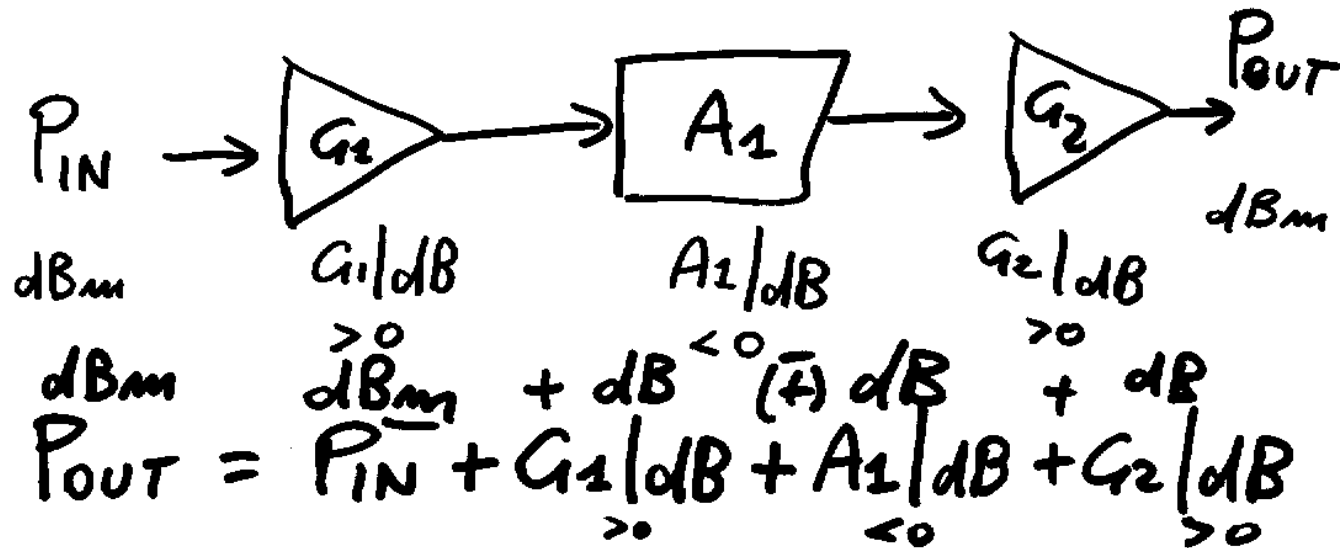 P_IN → G1 → A1 → G2 → P_OUT
dBm G1|dB A1|dB G2|dB dBm
>0 <0 >0
dBm dBm + dB (∓) dB + dB
P_OUT = P_IN + G1|dB + A1|dB + G2|dB
>0 <0 >0